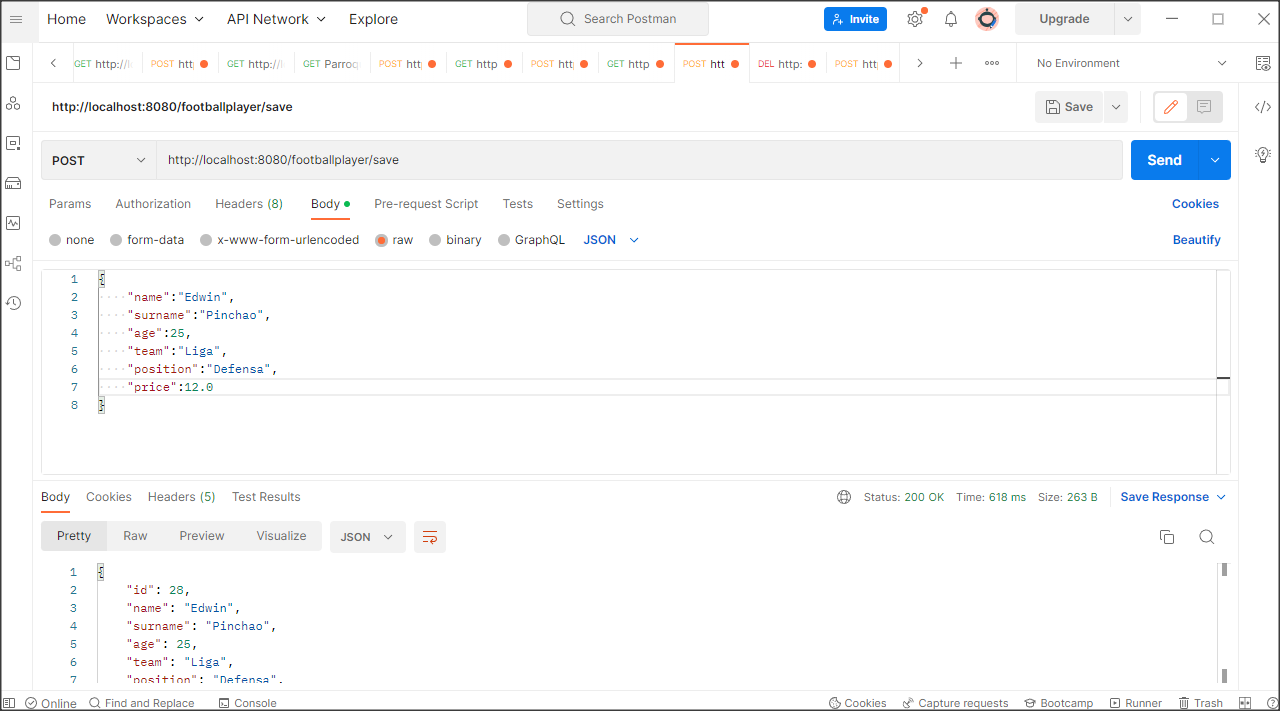 Home Workspaces API Network Explore Search Postman Invite Upgrade
GET http://l POST htt GET http://l GET Parroq POST htt GET http POST htt GET http POST htt DEL http: POST htt No Environment
http://localhost:8080/footballplayer/save Save
POST http://localhost:8080/footballplayer/save Send
Params Authorization Headers (8) Body Pre-request Script Tests Settings Cookies
none form-data x-www-form-urlencoded raw binary GraphQL JSON Beautify
1 {
2 "name":"Edwin",
3 "surname":"Pinchao",
4 "age":25,
5 "team":"Liga",
6 "position":"Defensa",
7 "price":12.0
8 }
Body Cookies Headers (5) Test Results Status: 200 OK Time: 618 ms Size: 263 B Save Response
Pretty Raw Preview Visualize JSON
1 {
2 "id": 28,
3 "name": "Edwin",
4 "surname": "Pinchao",
5 "age": 25,
6 "team": "Liga",
7 "position": "Defensa",
Online Find and Replace Console Cookies Capture requests Bootcamp Runner Trash